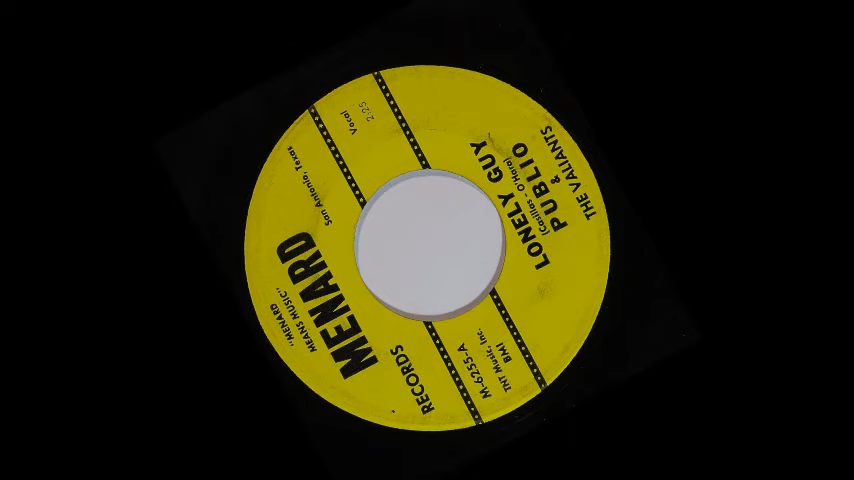 "MENARD
MEANS MUSIC"
San Antonio, Texas
MENARD
RECORDS
M-6255-A
TNT Music, Inc.
BMI
Vocal
2:25
LONELY GUY
(Casillas - O'Hara)
PUBLIO
&
THE VALIANTS